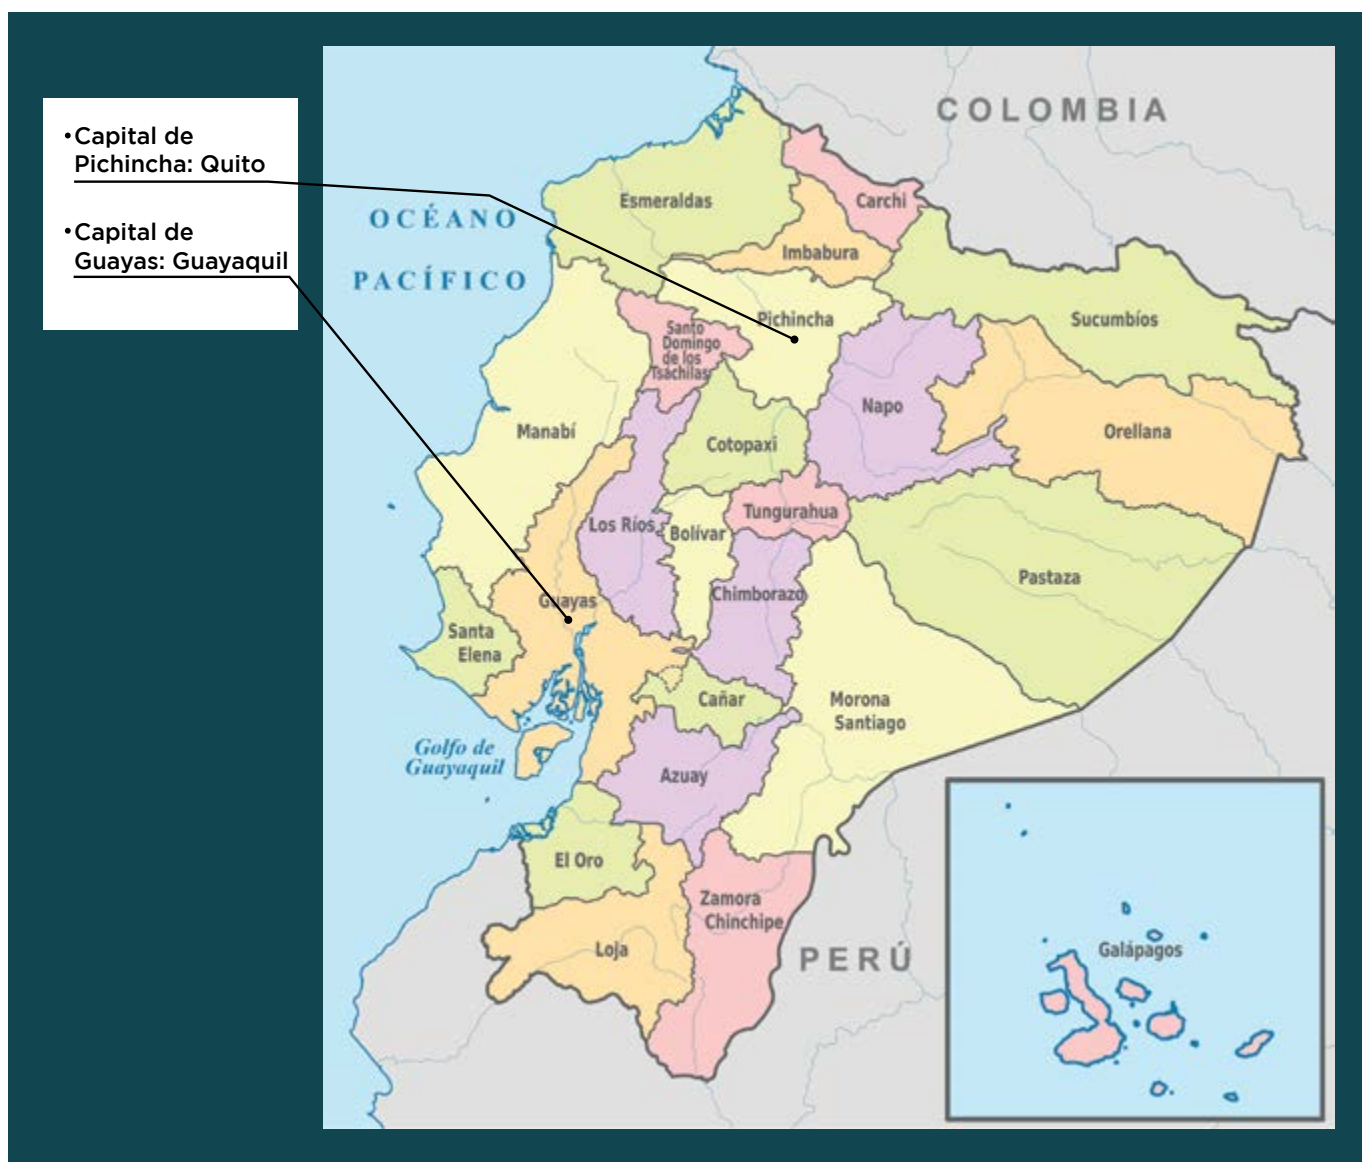 •Capital de
Pichincha: Quito
•Capital de
Guayas: Guayaquil
COLOMBIA
OCÉANO
PACÍFICO
Esmeraldas
Carchi
Imbabura
Pichincha
Sucumbíos
Santo
Domingo
de los
Tsáchilas
Napo
Orellana
Manabí
Cotopaxi
Los Ríos
Bolívar
Tungurahua
Pastaza
Chimborazo
Guayas
Santa
Elena
Cañar
Morona
Santiago
Golfo de
Guayaquil
Azuay
El Oro
Zamora
Chinchipe
Loja
PERÚ
Galápagos